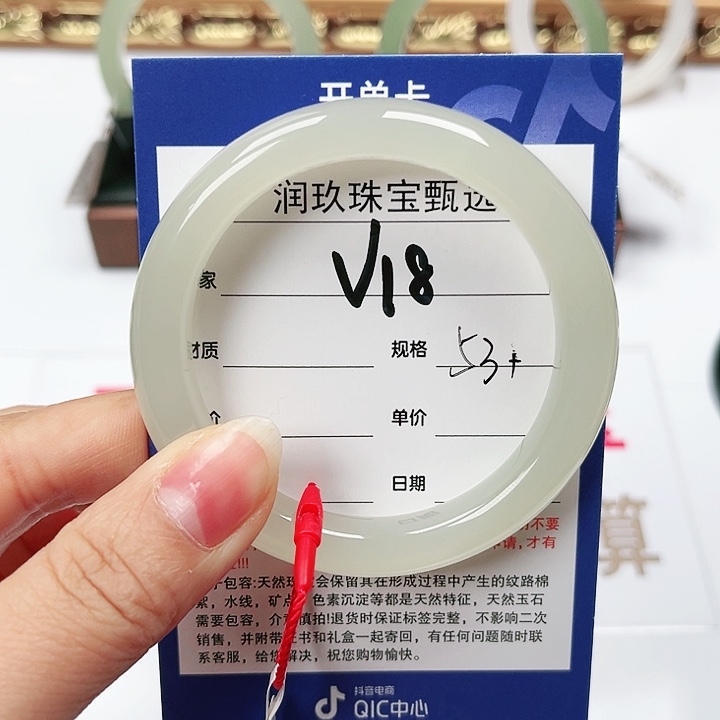 开单卡
润玖珠宝甄选
家
V18
材质
规格 53+
价
单价
日期
不要
请,才有
!!!
包容:天然珠宝会保留其在形成过程中产生的纹路棉
絮,水线,矿点,色素沉淀等都是天然特征,天然玉石
需要包容,介意慎拍!退货时保证标签完整,不影响二次
销售,并附带证书和礼盒一起寄回,有任何问题随时联
系客服,给您解决,祝您购物愉快。
抖音电商
QIC中心
算